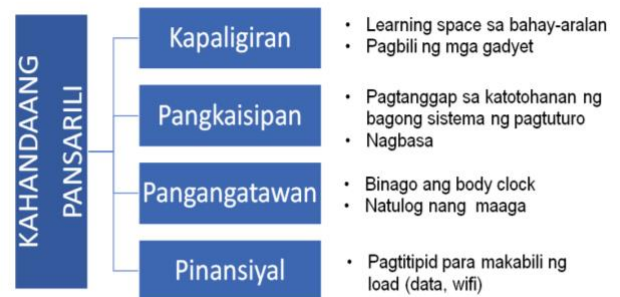 KAHANDAANG
PANSARILI
Kapaligiran
• Learning space sa bahay-aralan
• Pagbili ng mga gadyet
Pangkaisipan
• Pagtanggap sa katotohanan ng
bagong sistema ng pagtuturo
• Nagbasa
Pangangatawan
• Binago ang body clock
• Natulog nang maaga
Pinansiyal
• Pagtitipid para makabili ng
load (data, wifi)